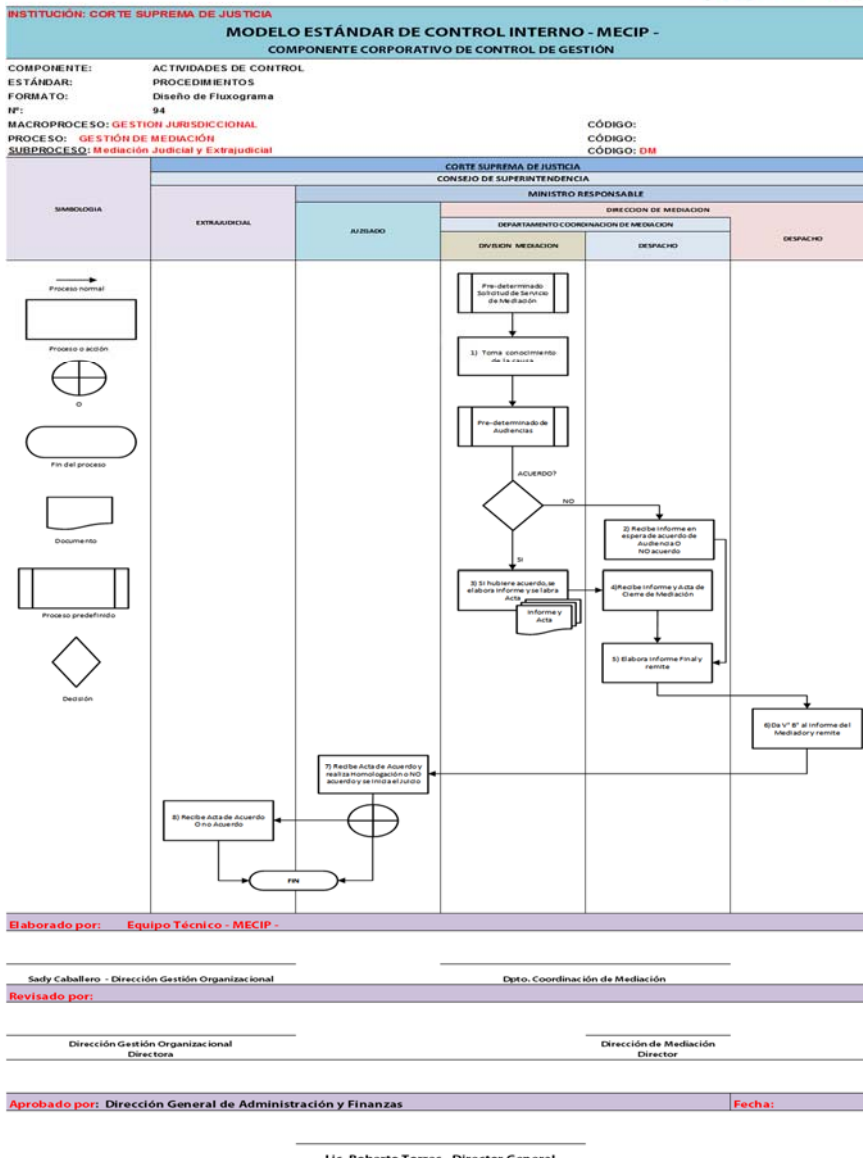 INSTITUCIÓN: CORTE SUPREMA DE JUSTICIA
MODELO ESTÁNDAR DE CONTROL INTERNO - MECIP -
COMPONENTE CORPORATIVO DE CONTROL DE GESTIÓN
COMPONENTE: ACTIVIDADES DE CONTROL
ESTÁNDAR: PROCEDIMIENTOS
FORMATO: Diseño de Fluxograma
Nº: 94
MACROPROCESO: GESTION JURISDICCIONAL CÓDIGO:
PROCESO: GESTIÓN DE MEDIACIÓN CÓDIGO:
SUBPROCESO: Mediación Judicial y Extrajudicial CÓDIGO: DM
CORTE SUPREMA DE JUSTICIA
CONSEJO DE SUPERINTENDENCIA
MINISTRO RESPONSABLE
SIMBOLOGIA
EXTRAJUDICIAL
JUZGADO
DIRECCION DE MEDIACION
DEPARTAMENTO COORDINACION DE MEDIACION
DIVISION MEDIACION
DESPACHO
DESPACHO
Proceso normal
Proceso o acción
O
Fin del proceso
Documento
Proceso predefinido
Decisión
Pre-determinado
Solicitud de Servicio
de Mediación
1) Toma conocimiento
de la causa
Pre-determinado de
Audiencias
ACUERDO?
NO
SI
2) Recibe Informe en
espera de acuerdo de
Audiencia O
NO acuerdo
3) SI hubiere acuerdo, se
elabora Informe y se labra
Acta
Informe y
Acta
4)Recibe Informe y Acta de
Cierre de Mediación
5) Elabora Informe Final y
remite
6)Da Vº Bº al Informe del
Mediador y remite
7) Recibe Acta de Acuerdo y
realiza Homologación o NO
acuerdo y se inicia el Juicio
8) Recibe Acta de Acuerdo
O no Acuerdo
FIN
Elaborado por: Equipo Técnico - MECIP -
Sady Caballero - Dirección Gestión Organizacional
Dpto. Coordinación de Mediación
Revisado por:
Dirección Gestión Organizacional
Directora
Dirección de Mediación
Director
Aprobado por: Dirección General de Administración y Finanzas
Fecha:
Lic. Roberto Torres - Director General